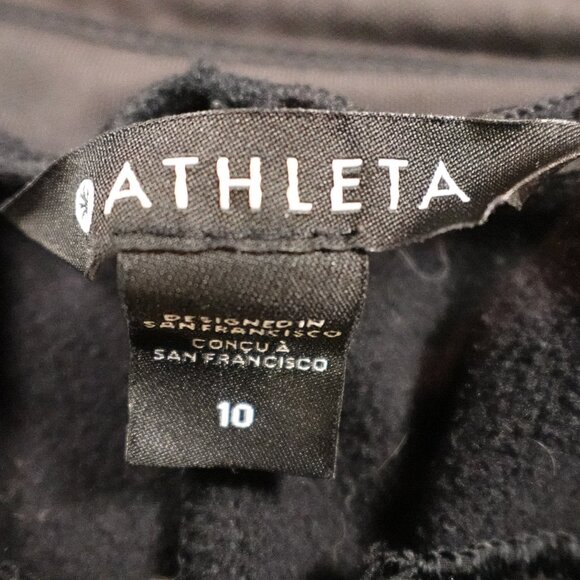 ATHLETA
DESIGNED IN
SAN FRANCISCO
CONÇU À
SAN FRANCISCO
10